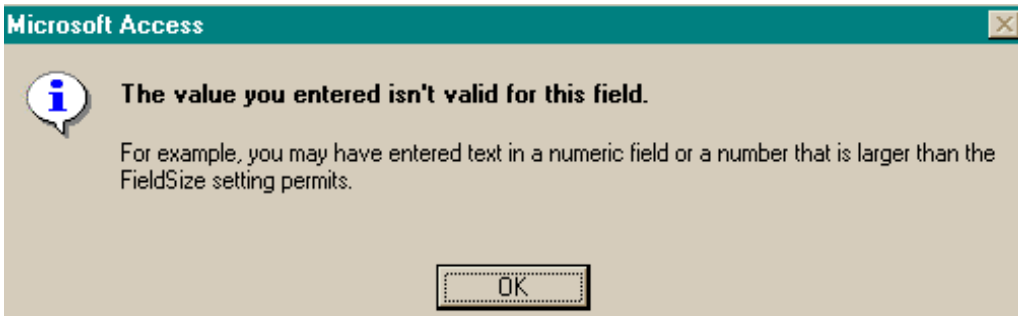 Microsoft Access
The value you entered isn't valid for this field.
For example, you may have entered text in a numeric field or a number that is larger than the
FieldSize setting permits.
OK